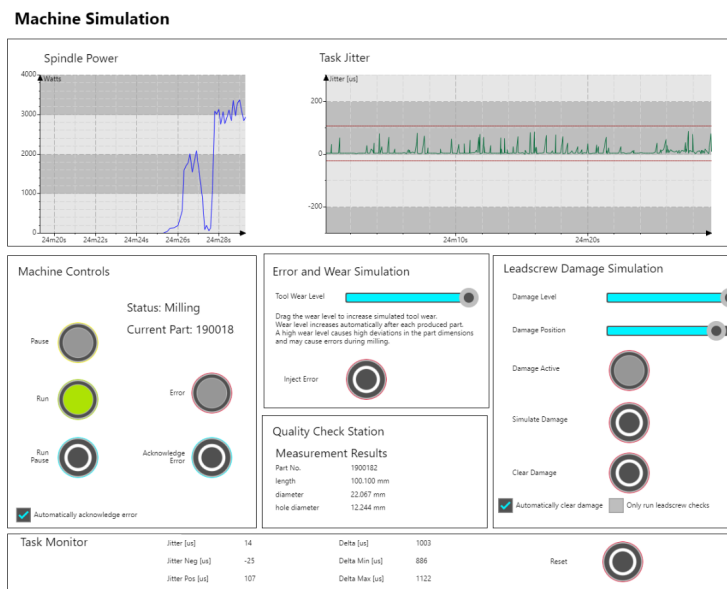 Machine Simulation
Spindle Power
Task Jitter
4000
Watts
3000
2000
1000
0
24m20s
24m22s
24m24s
24m26s
24m28s
Jitter [us]
200
0
-200
24m10s
24m20s
Machine Controls
Status: Milling
Current Part: 190018
Pause
Run
Error
Run
Pause
Acknowledge
Error
Automatically acknowledge error
Error and Wear Simulation
Tool Wear Level
Drag the wear level to increase simulated tool wear.
Wear level increases automatically after each produced part.
A high wear level causes high deviations in the part dimensions
and may cause errors during milling.
Inject Error
Quality Check Station
Measurement Results
Part No. 1900182
length 100.100 mm
diameter 22.067 mm
hole diameter 12.244 mm
Leadscrew Damage Simulation
Damage Level
Damage Position
Damage Active
Simulate Damage
Clear Damage
Automatically clear damage
Only run leadscrew checks
Task Monitor
Jitter [us] 14 Delta [us] 1003
Jitter Neg [us] -25 Delta Min [us] 886
Jitter Pos [us] 107 Delta Max [us] 1122
Reset